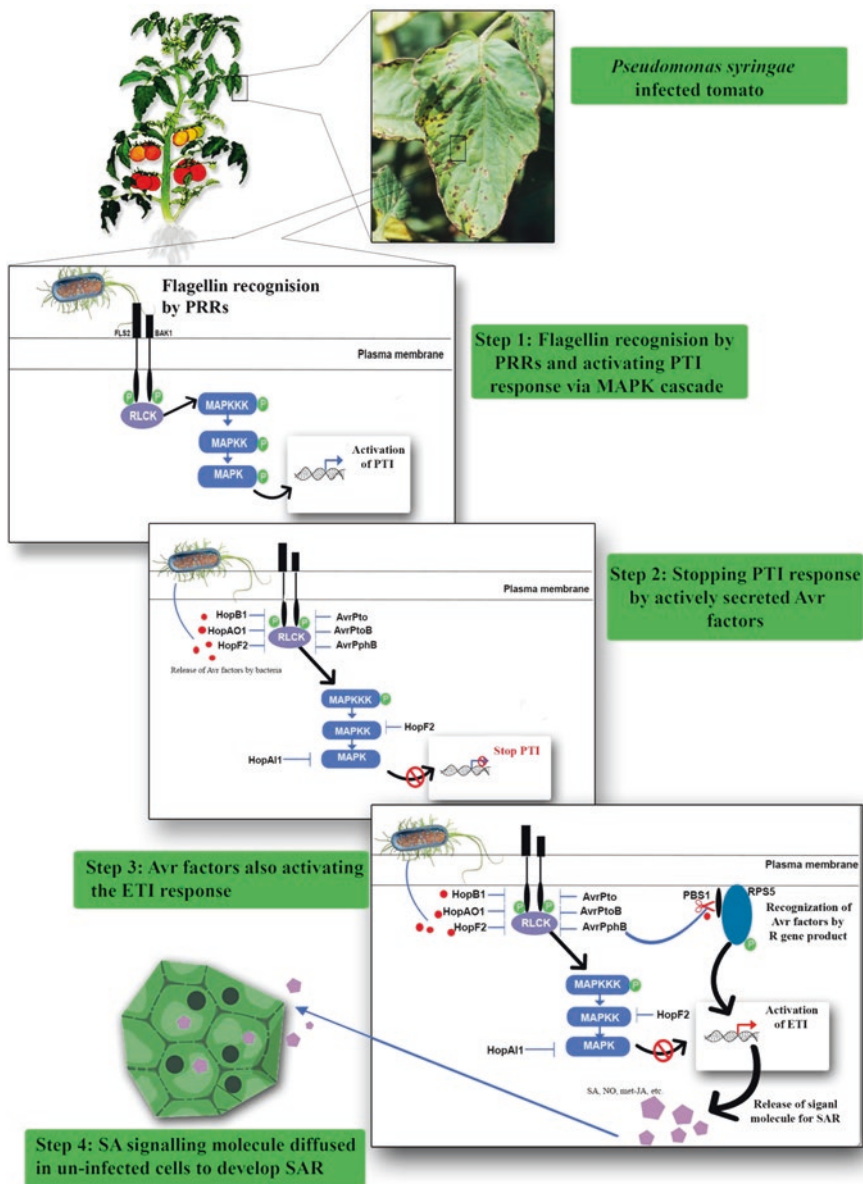 Pseudomonas syringae
infected tomato
Flagellin recognision
by PRRs
FLS2
BAK1
Plasma membrane
P
P
RLCK
MAPKKK
P
MAPKK
P
MAPK
P
Activation
of PTI
Step 1: Flagellin recognision by
PRRs and activating PTI
response via MAPK cascade
Plasma membrane
HopB1
HopAO1
HopF2
P
P
RLCK
AvrPto
AvrPtoB
AvrPphB
Release of Avr factors by bacteria
MAPKKK
P
MAPKK
HopF2
HopAI1
MAPK
Stop PTI
Step 2: Stopping PTI response
by actively secreted Avr
factors
Step 3: Avr factors also activating
the ETI response
Plasma membrane
HopB1
HopAO1
HopF2
P
P
RLCK
AvrPto
AvrPtoB
AvrPphB
PBS1
RPS5
P
Recognization of
Avr factors by
R gene product
MAPKKK
P
MAPKK
HopF2
HopAI1
MAPK
Activation
of ETI
SA, NO, met-JA, etc.
Release of siganl
molecule for SAR
Step 4: SA signalling molecule diffused
in un-infected cells to develop SAR